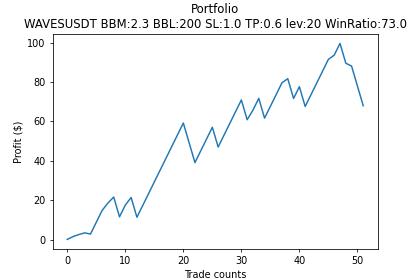 Portfolio
WAVESUSDT BBM:2.3 BBL:200 SL:1.0 TP:0.6 lev:20 WinRatio:73.0
100
80
60
40
20
0
Profit ($)
0 10 20 30 40 50
Trade counts